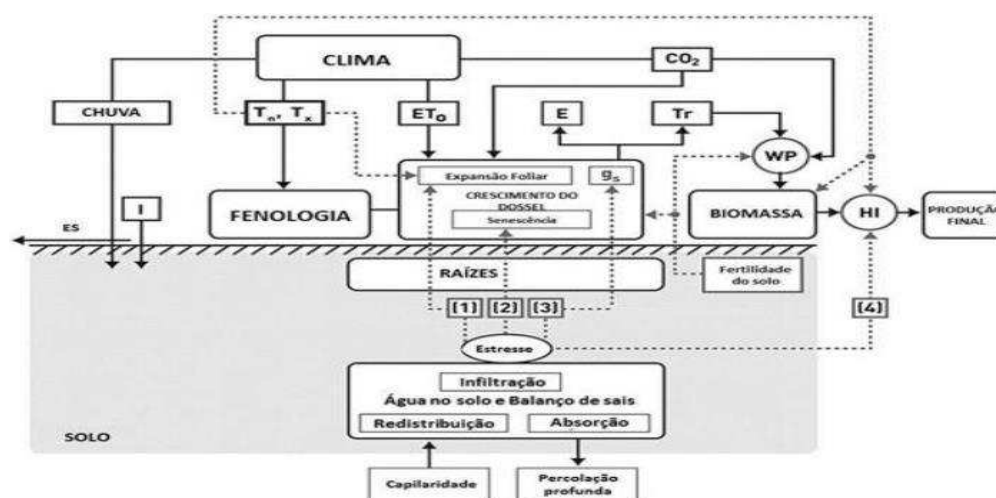 CLIMA
CO₂
CHUVA
Tₙ, Tₓ
ET₀
E
Tr
WP
Expansão Foliar
gₛ
CRESCIMENTO DO
DOSSEL
Senescência
I
FENOLOGIA
BIOMASSA
HI
PRODUÇÃO
FINAL
ES
RAÍZES
Fertilidade
do solo
(1)
(2)
(3)
(4)
Estresse
Infiltração
Água no solo e Balanço de sais
Redistribuição
Absorção
SOLO
Capilaridade
Percolação
profunda